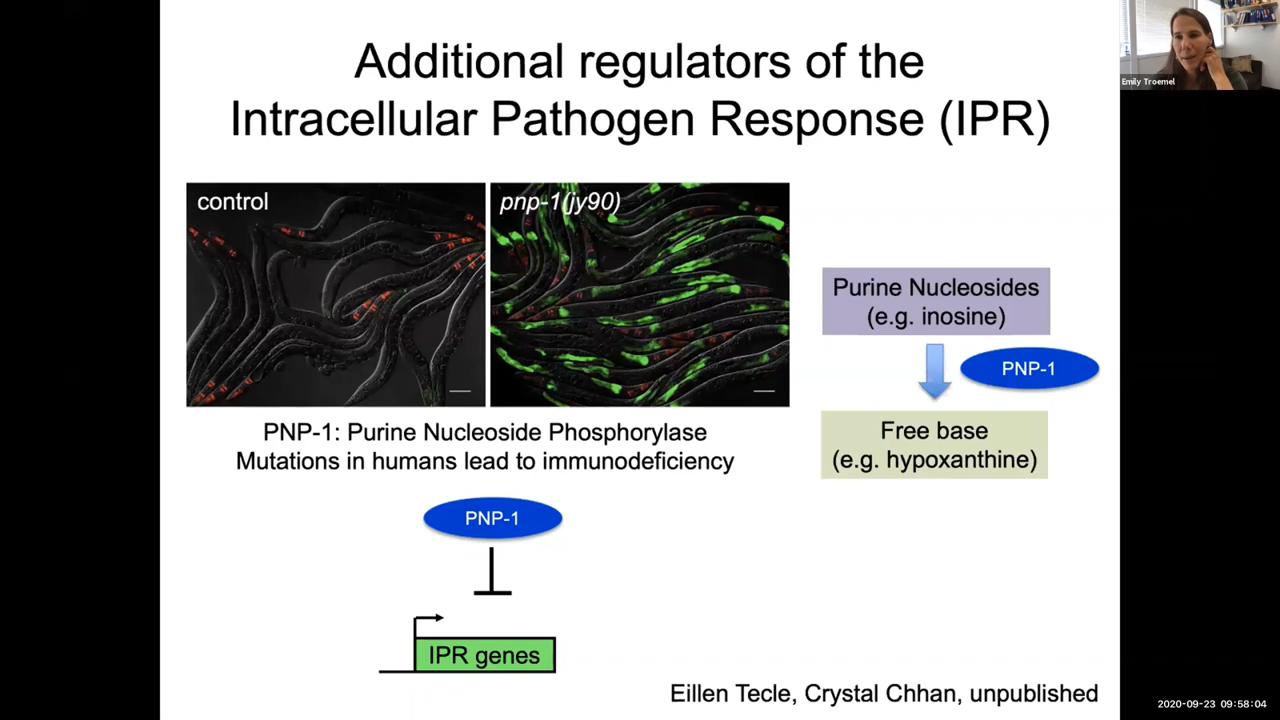 Additional regulators of the
Intracellular Pathogen Response (IPR)
Emily Troemel
control
pnp-1(jy90)
Purine Nucleosides
(e.g. inosine)
PNP-1
Free base
(e.g. hypoxanthine)
PNP-1: Purine Nucleoside Phosphorylase
Mutations in humans lead to immunodeficiency
PNP-1
IPR genes
Eillen Tecle, Crystal Chhan, unpublished
2020-09-23 09:58:04